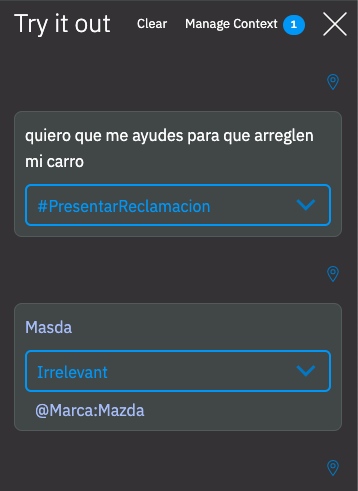 Try it out
Clear
Manage Context
1
quiero que me ayudes para que arreglen
mi carro
#PresentarReclamacion
Masda
Irrelevant
@Marca:Mazda